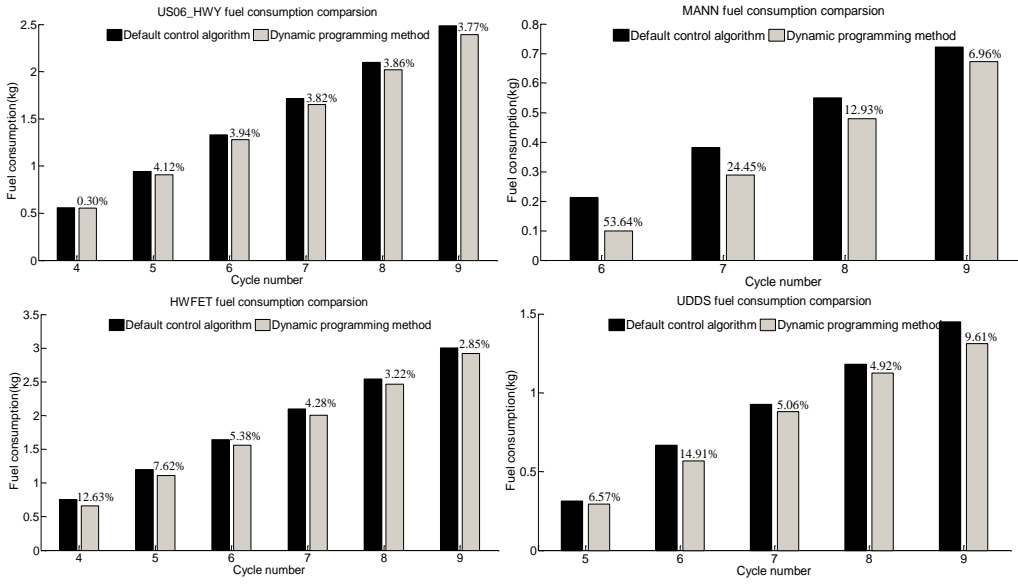 US06_HWY fuel consumption comparsion
Default control algorithm Dynamic programming method
Fuel consumption(kg)
2.5
2
1.5
1
0.5
0
0.30%
4.12%
3.94%
3.82%
3.86%
3.77%
4 5 6 7 8 9
Cycle number
MANN fuel consumption comparsion
Default control algorithm Dynamic programming method
Fuel consumption(kg)
0.8
0.7
0.6
0.5
0.4
0.3
0.2
0.1
0
53.64%
24.45%
12.93%
6.96%
6 7 8 9
Cycle number
HWFET fuel consumption comparsion
Default control algorithm Dynamic programming method
Fuel consumption(kg)
3.5
3
2.5
2
1.5
1
0.5
0
12.63%
7.62%
5.38%
4.28%
3.22%
2.85%
4 5 6 7 8 9
Cycle number
UDDS fuel consumption comparsion
Default control algorithm Dynamic programming method
Fuel consumption(kg)
1.5
1
0.5
0
6.57%
14.91%
5.06%
4.92%
9.61%
5 6 7 8 9
Cycle number